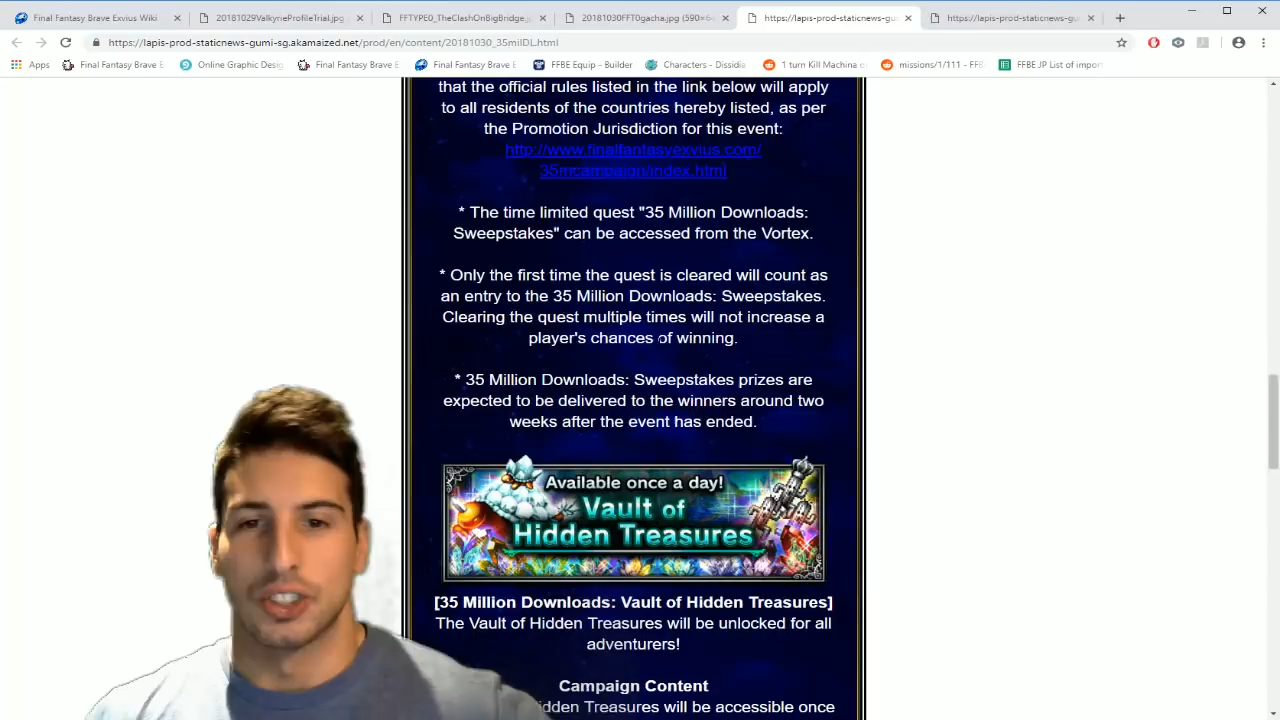 Final Fantasy Brave Exvius Wiki
20181029ValkyrieProfileTrial.jpg
FFTYPE0_TheClashOnBigBridge.j
20181030FFT0gacha.jpg (590×6
https://lapis-prod-staticnews-gumi
https://lapis-prod-staticnews-gumi
https://lapis-prod-staticnews-gumi-sg.akamaized.net/prod/en/content/20181030_35milDL.html
Apps
Final Fantasy Brave E
Online Graphic Desig
Final Fantasy Brave E
Final Fantasy Brave E
FFBE Equip - Builder
Characters - Dissidia
1 turn Kill Machina c
missions/1/111 - FFB
FFBE JP List of impor
that the official rules listed in the link below will apply
to all residents of the countries hereby listed, as per
the Promotion Jurisdiction for this event:
http://www.finalfantasyexvius.com/
35mcampaign/index.html
* The time limited quest "35 Million Downloads:
Sweepstakes" can be accessed from the Vortex.
* Only the first time the quest is cleared will count as
an entry to the 35 Million Downloads: Sweepstakes.
Clearing the quest multiple times will not increase a
player's chances of winning.
* 35 Million Downloads: Sweepstakes prizes are
expected to be delivered to the winners around two
weeks after the event has ended.
Available once a day!
Vault of
Hidden Treasures
[35 Million Downloads: Vault of Hidden Treasures]
The Vault of Hidden Treasures will be unlocked for all
adventurers!
Campaign Content
idden Treasures will be accessible once